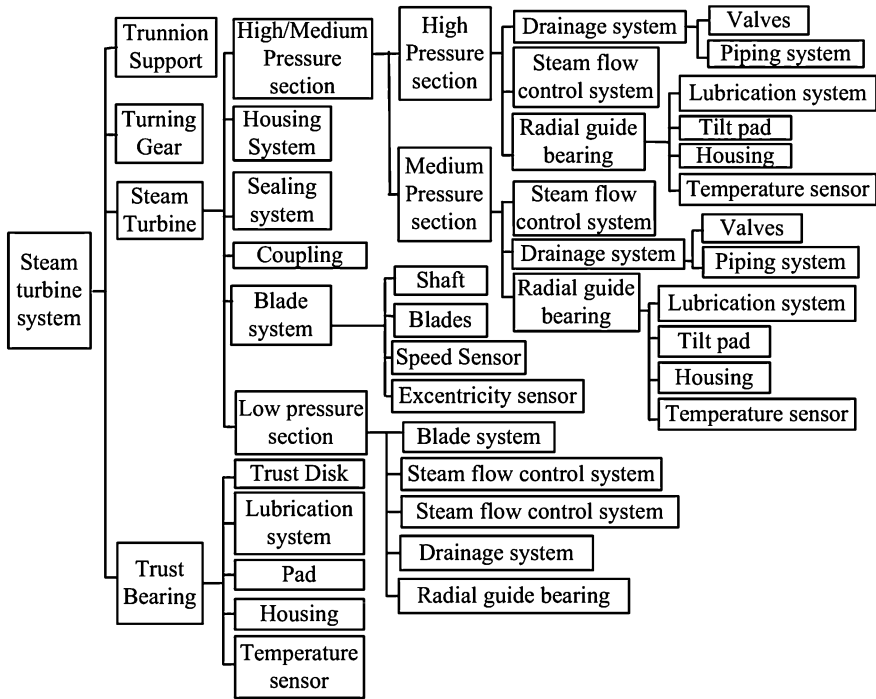 Steam
turbine
system
Trunnion
Support
Turning
Gear
Steam
Turbine
Trust
Bearing
High/Medium
Pressure
section
Housing
System
Sealing
system
Coupling
Blade
system
Low pressure
section
Trust Disk
Lubrication
system
Pad
Housing
Temperature
sensor
High
Pressure
section
Medium
Pressure
section
Shaft
Blades
Speed Sensor
Excentricity sensor
Blade system
Steam flow control system
Steam flow control system
Drainage system
Radial guide bearing
Drainage system
Steam flow
control system
Radial guide
bearing
Steam flow
control system
Drainage system
Radial guide
bearing
Valves
Piping system
Lubrication system
Tilt pad
Housing
Temperature sensor
Valves
Piping system
Lubrication system
Tilt pad
Housing
Temperature sensor